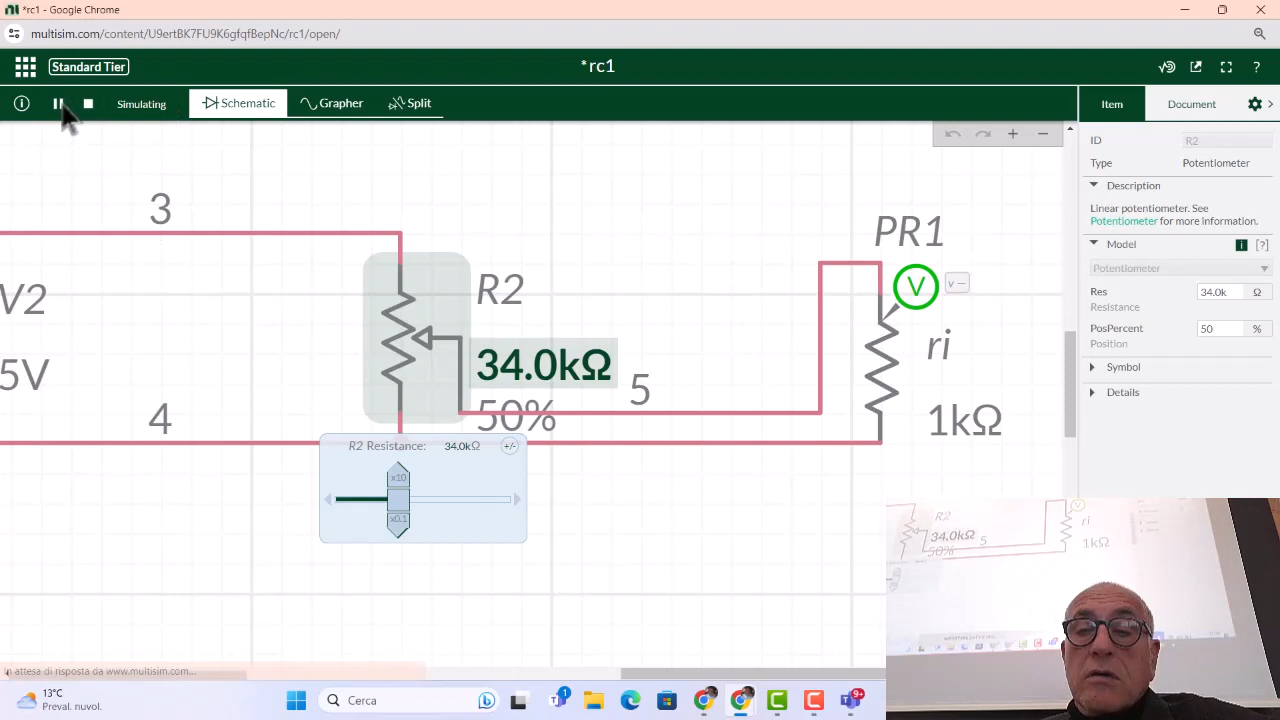 *rc1 - Google Chrome
multisim.com/content/U9ertBK7FU9K6gfqfBepNc/rc1/open/
Standard Tier
*rc1
?
Simulating
Schematic
Grapher
Split
Item
Document
ID
R2
Type
Potentiometer
Description
Linear potentiometer. See
Potentiometer for more information.
Model
i
[?]
Potentiometer
Res
34.0k
Ω
Resistance
PosPercent
50
%
Position
Symbol
Details
3
V2
5V
4
R2
34.0kΩ
50%
5
PR1
V
v −
ri
1kΩ
R2 Resistance: 34.0kΩ +/-
x10
x0.1
R2
34.0kΩ
50%
5
ri
1kΩ
In attesa di risposta da www.multisim.com...
13°C
Preval. nuvol.
Cerca
1
9+